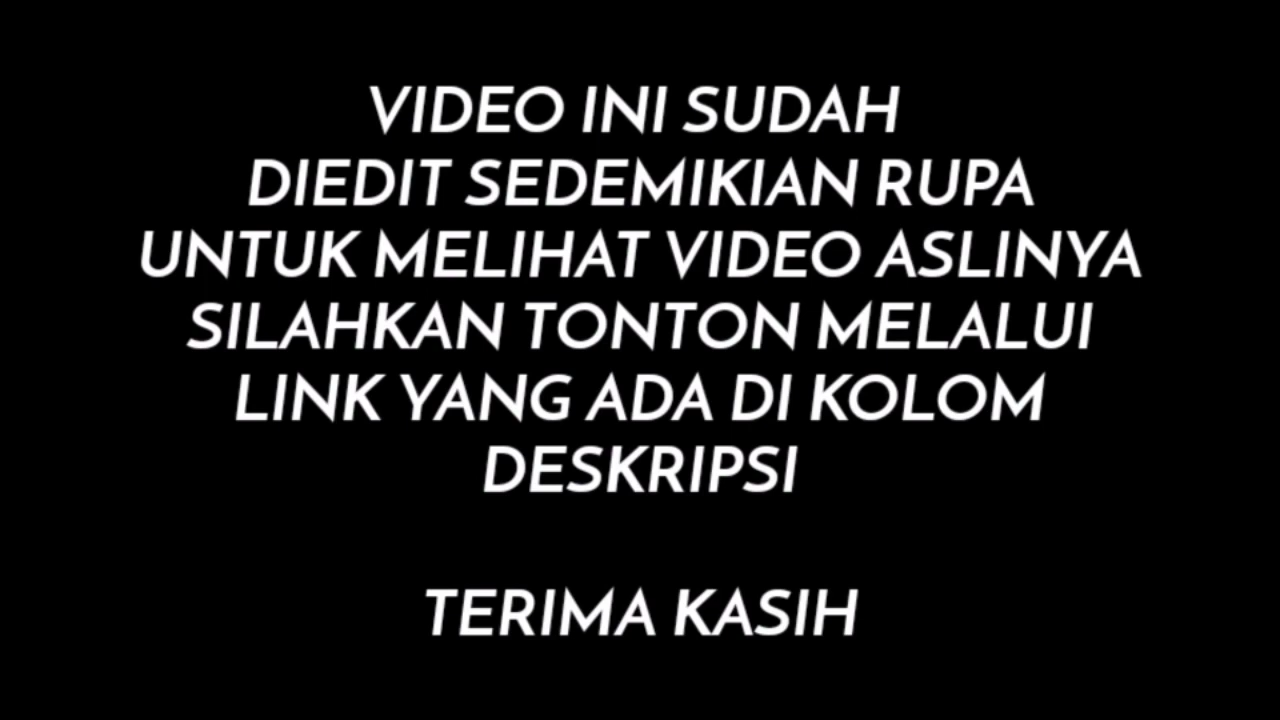 VIDEO INI SUDAH
DIEDIT SEDEMIKIAN RUPA
UNTUK MELIHAT VIDEO ASLINYA
SILAHKAN TONTON MELALUI
LINK YANG ADA DI KOLOM
DESKRIPSI
TERIMA KASIH